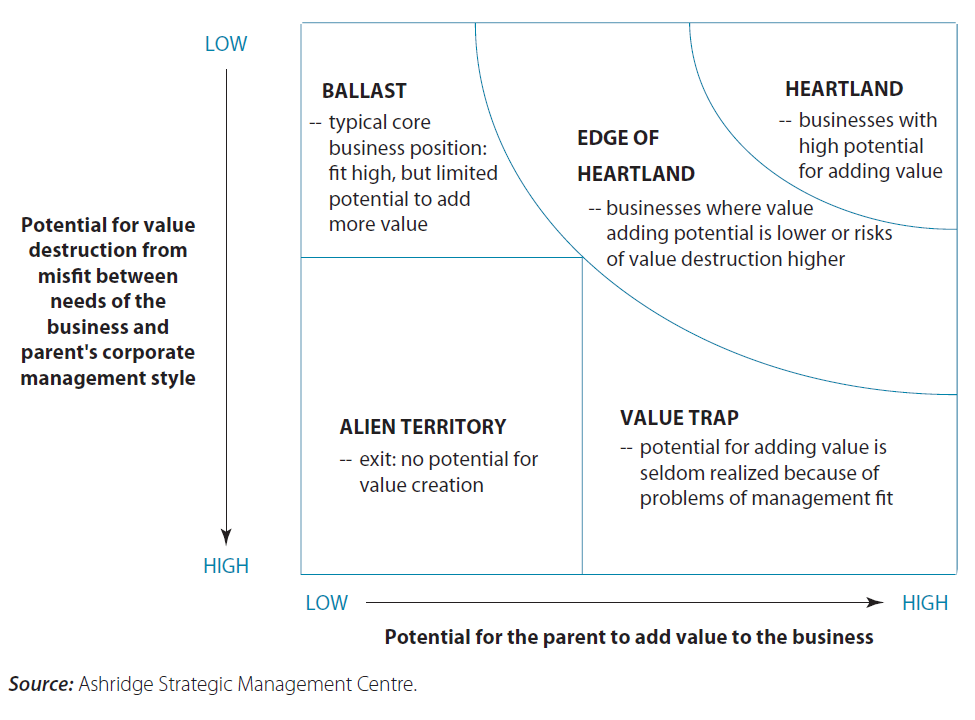 LOW
Potential for value
destruction from
misfit between
needs of the
business and
parent's corporate
management style
HIGH
BALLAST
-- typical core
business position:
fit high, but limited
potential to add
more value
EDGE OF
HEARTLAND
-- businesses where value
adding potential is lower or risks
of value destruction higher
HEARTLAND
-- businesses with
high potential
for adding value
ALIEN TERRITORY
-- exit: no potential for
value creation
VALUE TRAP
-- potential for adding value is
seldom realized because of
problems of management fit
LOW
HIGH
Potential for the parent to add value to the business
Source: Ashridge Strategic Management Centre.